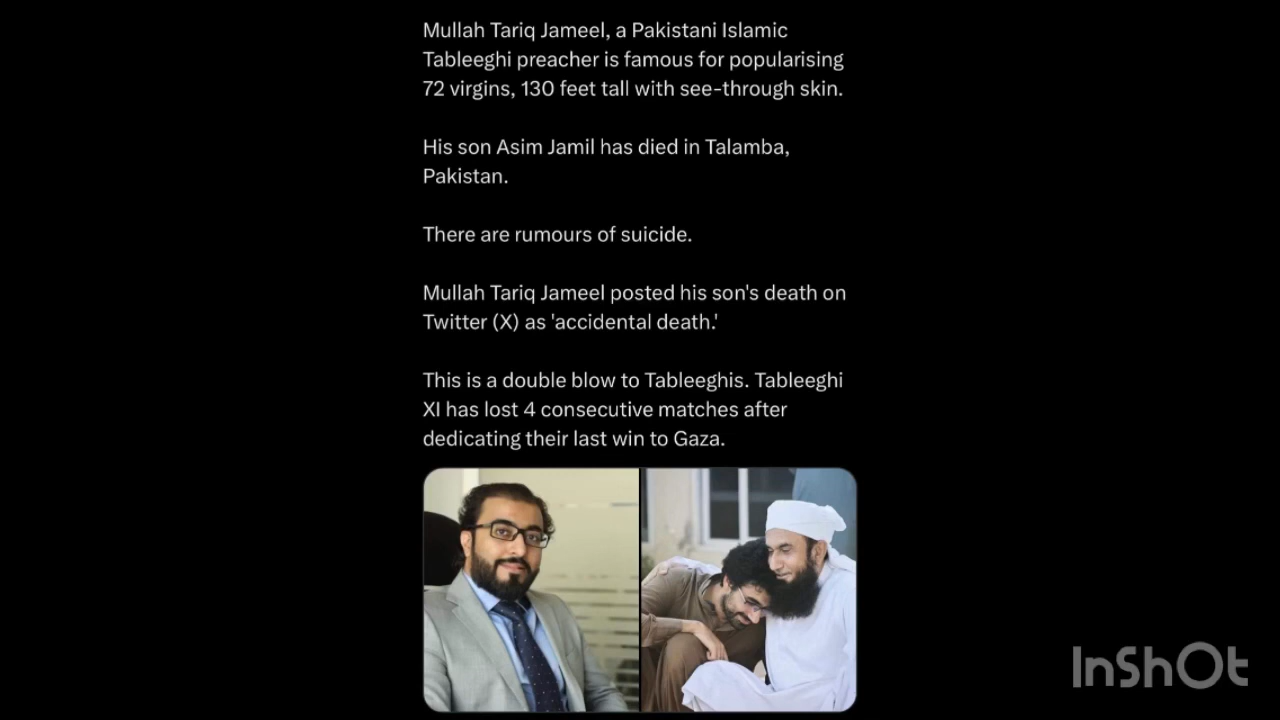 Mullah Tariq Jameel, a Pakistani Islamic
Tableeghi preacher is famous for popularising
72 virgins, 130 feet tall with see-through skin.
His son Asim Jamil has died in Talamba,
Pakistan.
There are rumours of suicide.
Mullah Tariq Jameel posted his son's death on
Twitter (X) as 'accidental death.'
This is a double blow to Tableeghis. Tableeghi
XI has lost 4 consecutive matches after
dedicating their last win to Gaza.
InShOt